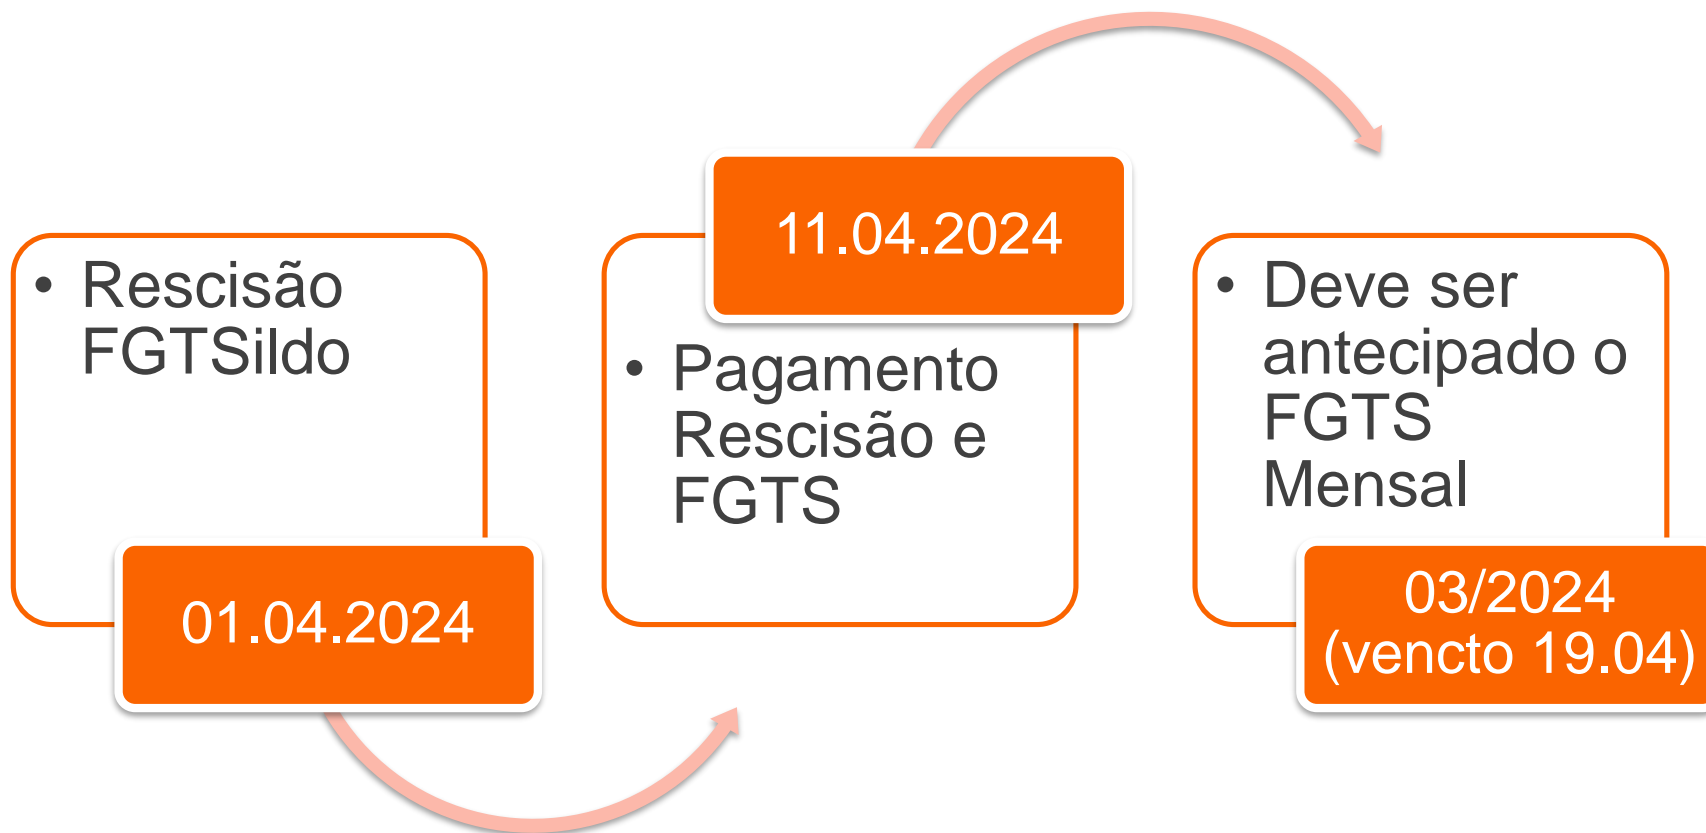 • Rescisão
FGTSildo
01.04.2024
11.04.2024
• Pagamento
Rescisão e
FGTS
• Deve ser
antecipado o
FGTS
Mensal
03/2024
(vencto 19.04)